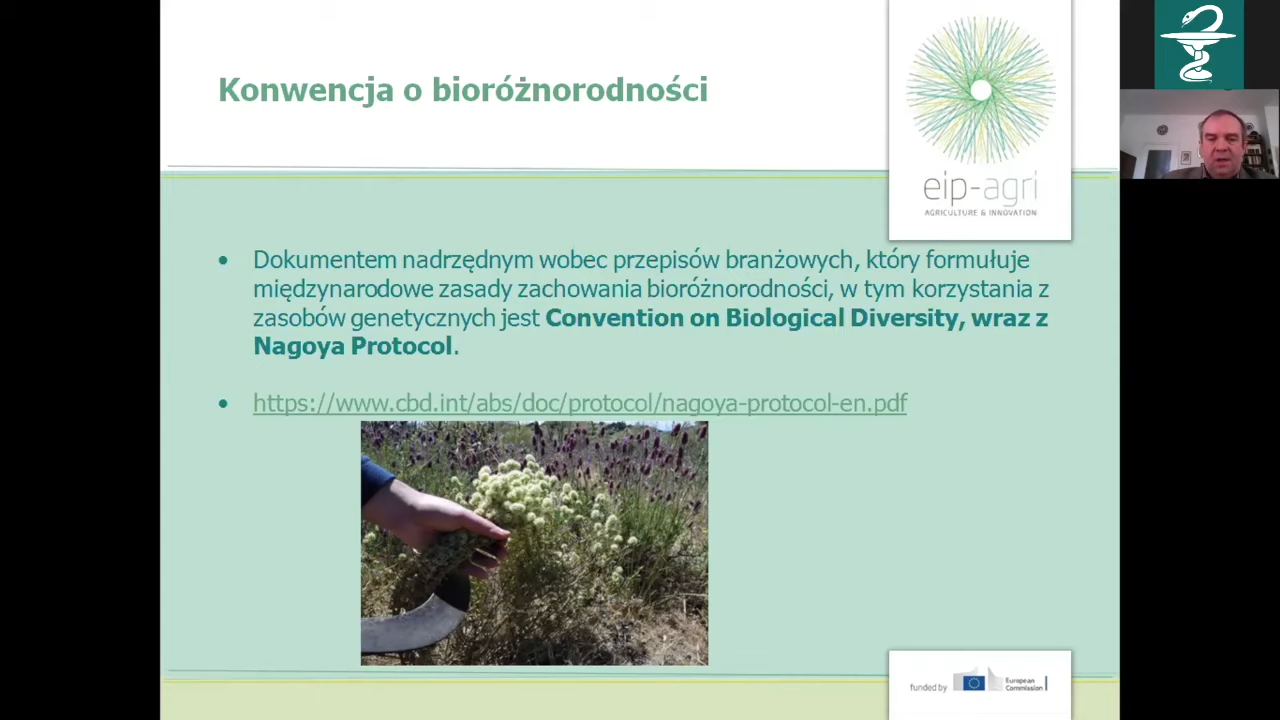 Konwencja o bioróżnorodności
eip-agri
AGRICULTURE & INNOVATION
• Dokumentem nadrzędnym wobec przepisów branżowych, który formułuje
międzynarodowe zasady zachowania bioróżnorodności, w tym korzystania z
zasobów genetycznych jest Convention on Biological Diversity, wraz z
Nagoya Protocol.
• https://www.cbd.int/abs/doc/protocol/nagoya-protocol-en.pdf
funded by
European
Commission